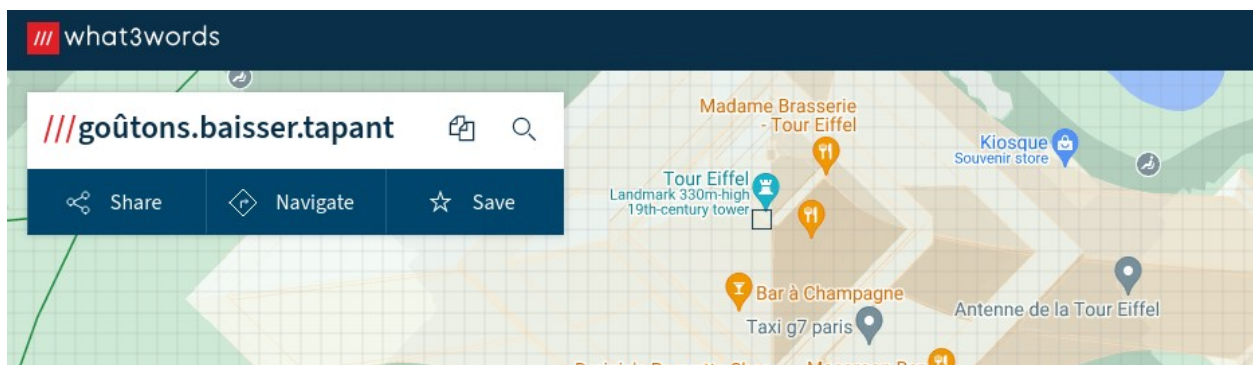 /// what3words
///goûtons.baisser.tapant
Share
Navigate
Save
Madame Brasserie
- Tour Eiffel
Kiosque
Souvenir store
Tour Eiffel
Landmark 330m-high
19th-century tower
Bar à Champagne
Antenne de la Tour Eiffel
Taxi g7 paris